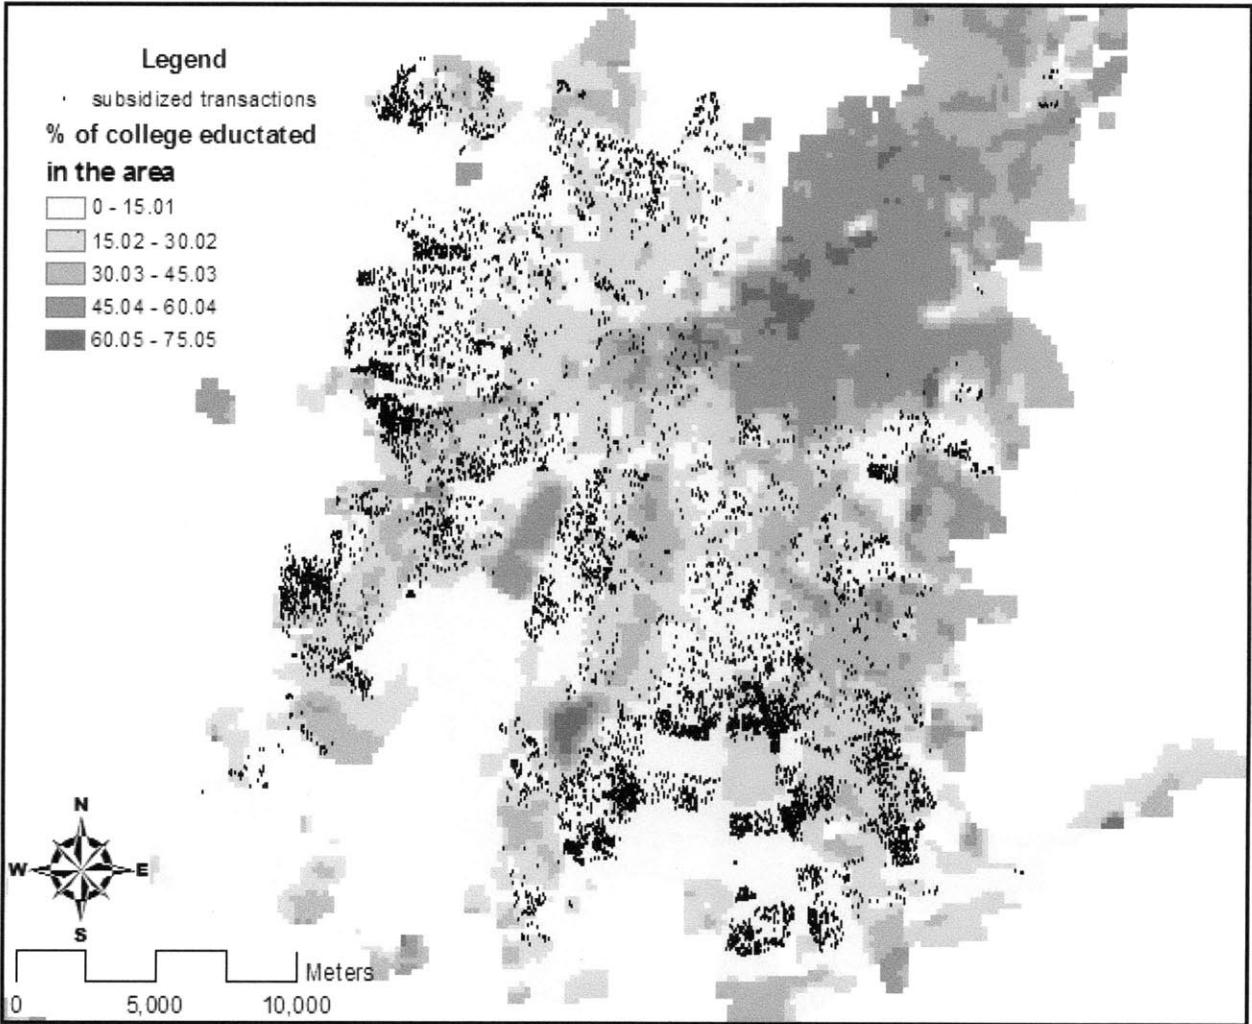 Legend
subsidized transactions
% of college eductated
in the area
0 - 15.01
15.02 - 30.02
30.03 - 45.03
45.04 - 60.04
60.05 - 75.05
N
W E
S
Meters
0 5,000 10,000